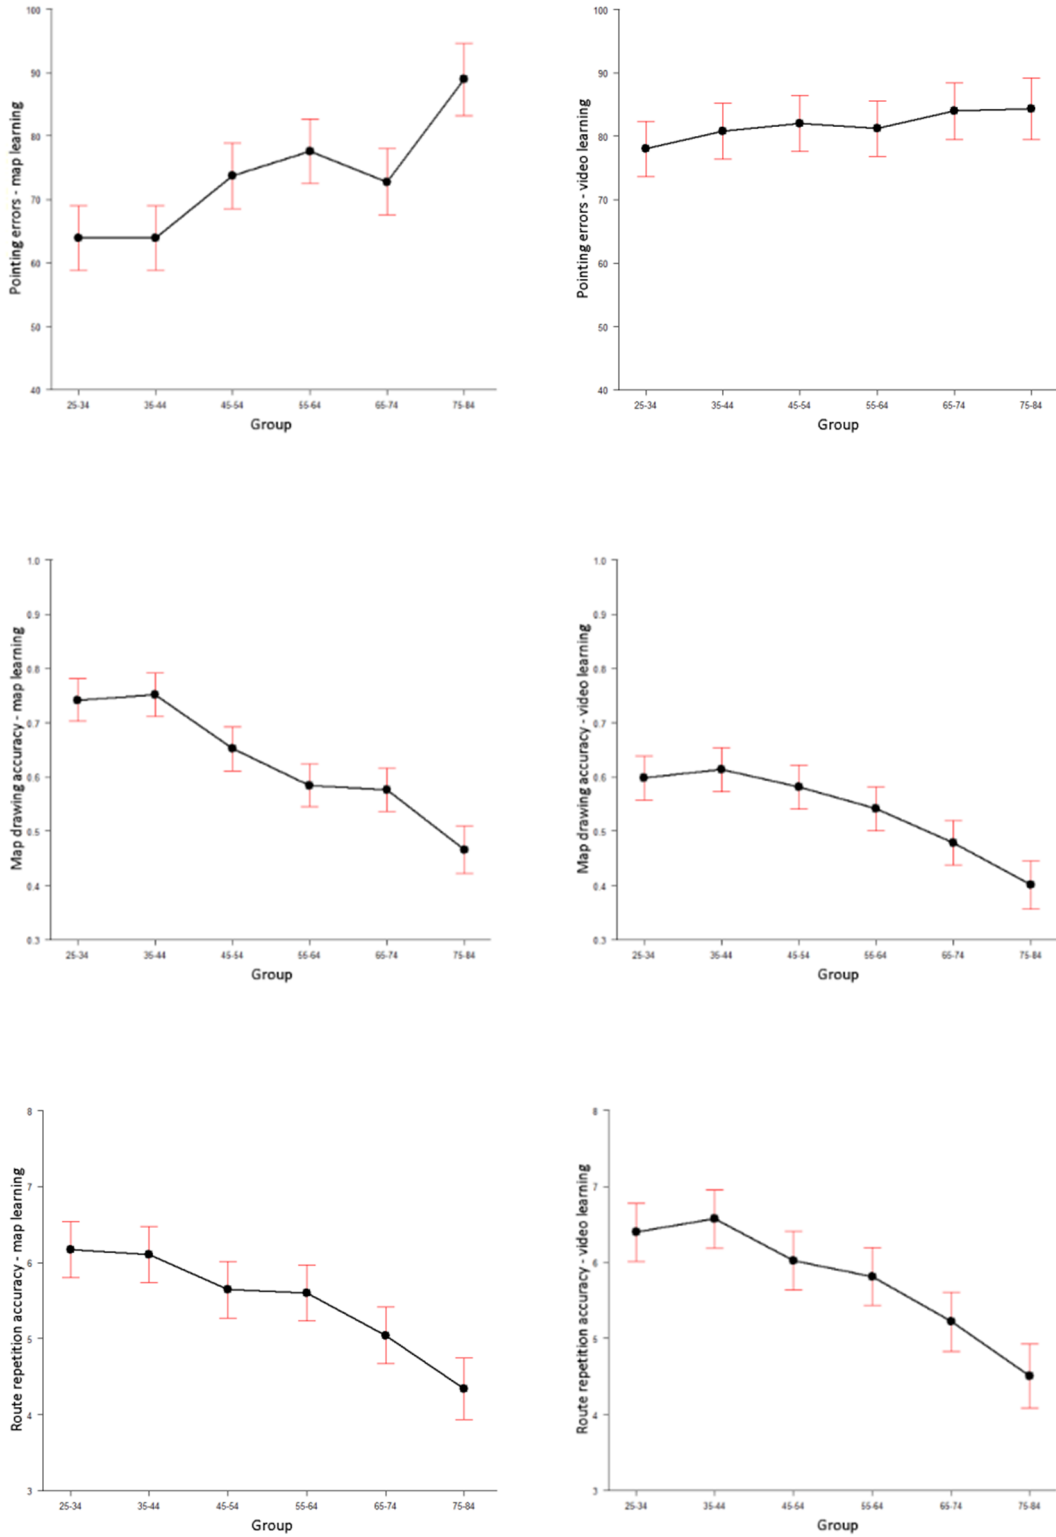 Pointing errors - map learning
100
90
80
70
60
50
40
25-34 35-44 45-54 55-64 65-74 75-84
Group
Pointing errors - video learning
100
90
80
70
60
50
40
25-34 35-44 45-54 55-64 65-74 75-84
Group
Map drawing accuracy - map learning
1.0
0.9
0.8
0.7
0.6
0.5
0.4
0.3
25-34 35-44 45-54 55-64 65-74 75-84
Group
Map drawing accuracy - video learning
1.0
0.9
0.8
0.7
0.6
0.5
0.4
0.3
25-34 35-44 45-54 55-64 65-74 75-84
Group
Route repetition accuracy - map learning
8
7
6
5
4
3
25-34 35-44 45-54 55-64 65-74 75-84
Group
Route repetition accuracy - video learning
8
7
6
5
4
3
25-34 35-44 45-54 55-64 65-74 75-84
Group